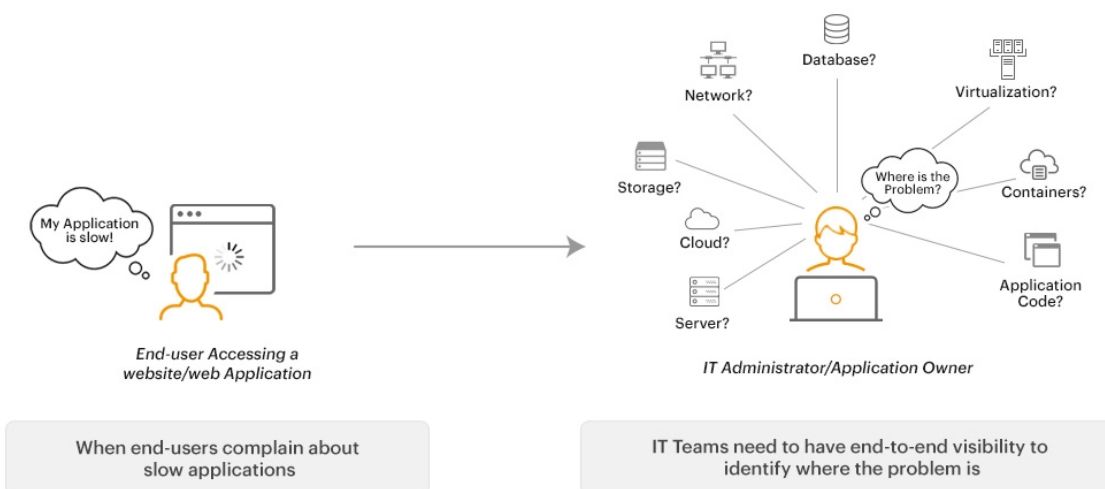 My Application
is slow!
End-user Accessing a
website/web Application
When end-users complain about
slow applications
Database?
Network?
Virtualization?
Storage?
Where is the
Problem?
Containers?
Cloud?
Application
Code?
Server?
IT Administrator/Application Owner
IT Teams need to have end-to-end visibility to
identify where the problem is